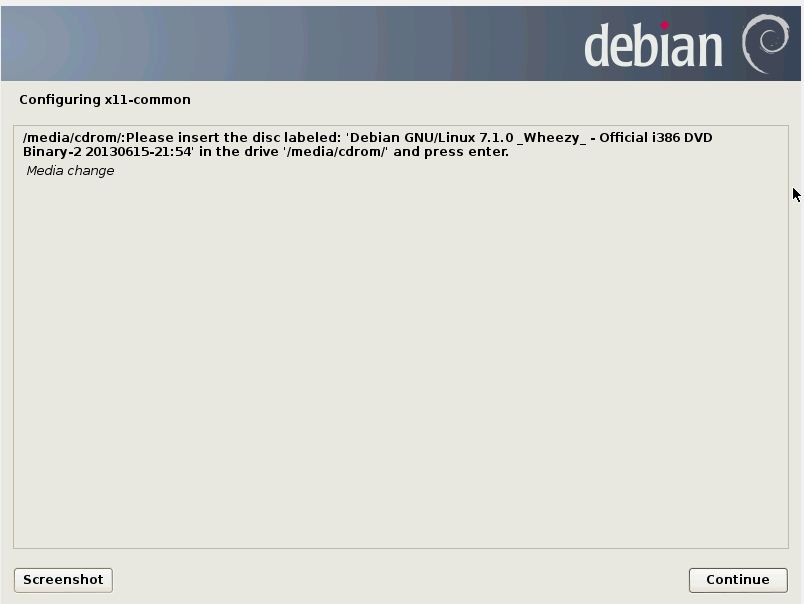 debian
Configuring x11-common
/media/cdrom/:Please insert the disc labeled: 'Debian GNU/Linux 7.1.0 _Wheezy_ - Official i386 DVD
Binary-2 20130615-21:54' in the drive '/media/cdrom/' and press enter.
Media change
Screenshot
Continue